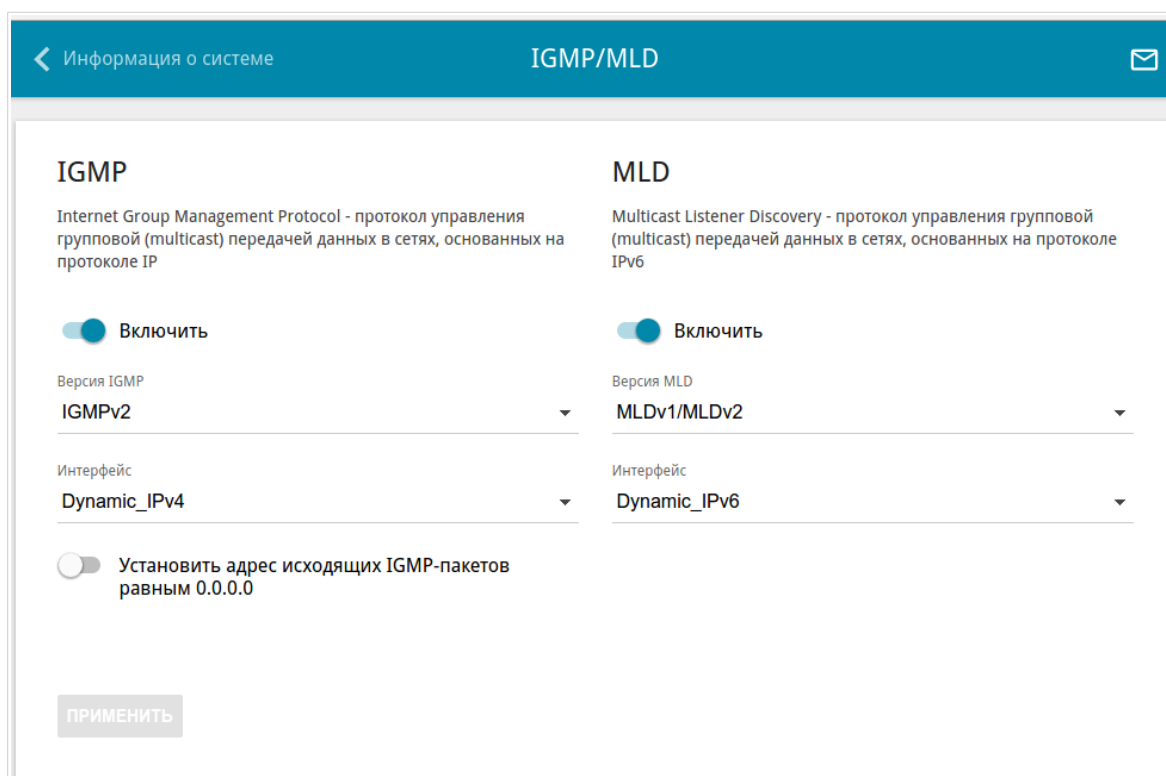 Информация о системе
IGMP/MLD
IGMP
Internet Group Management Protocol - протокол управления
групповой (multicast) передачей данных в сетях, основанных на
протоколе IP
Включить
Версия IGMP
IGMPv2
Интерфейс
Dynamic_IPv4
Установить адрес исходящих IGMP-пакетов
равным 0.0.0.0
ПРИМЕНИТЬ
MLD
Multicast Listener Discovery - протокол управления групповой
(multicast) передачей данных в сетях, основанных на протоколе
IPv6
Включить
Версия MLD
MLDv1/MLDv2
Интерфейс
Dynamic_IPv6